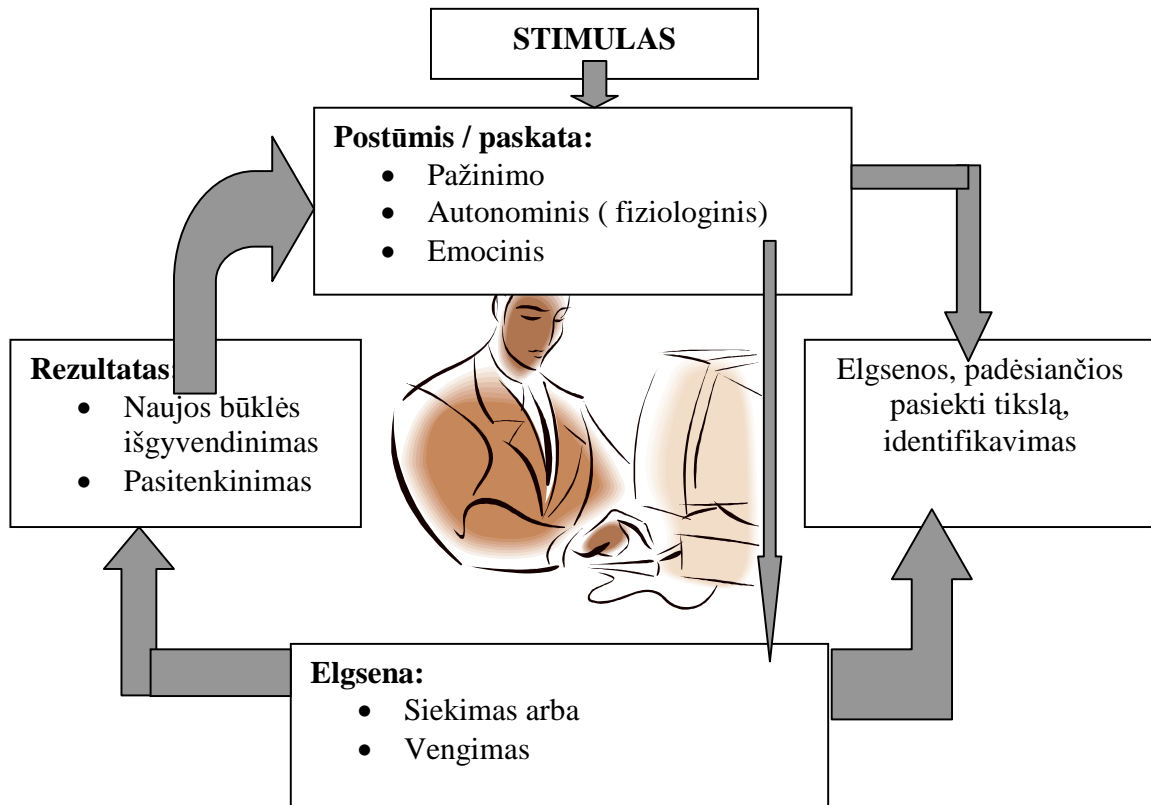 STIMULAS
Postūmis / paskata:
• Pažinimo
• Autonominis ( fiziologinis)
• Emocinis
Rezultatas:
• Naujos būklės
išgyvendinimas
• Pasitenkinimas
Elgsenos, padėsiančios
pasiekti tikslą,
identifikavimas
Elgsena:
• Siekimas arba
• Vengimas